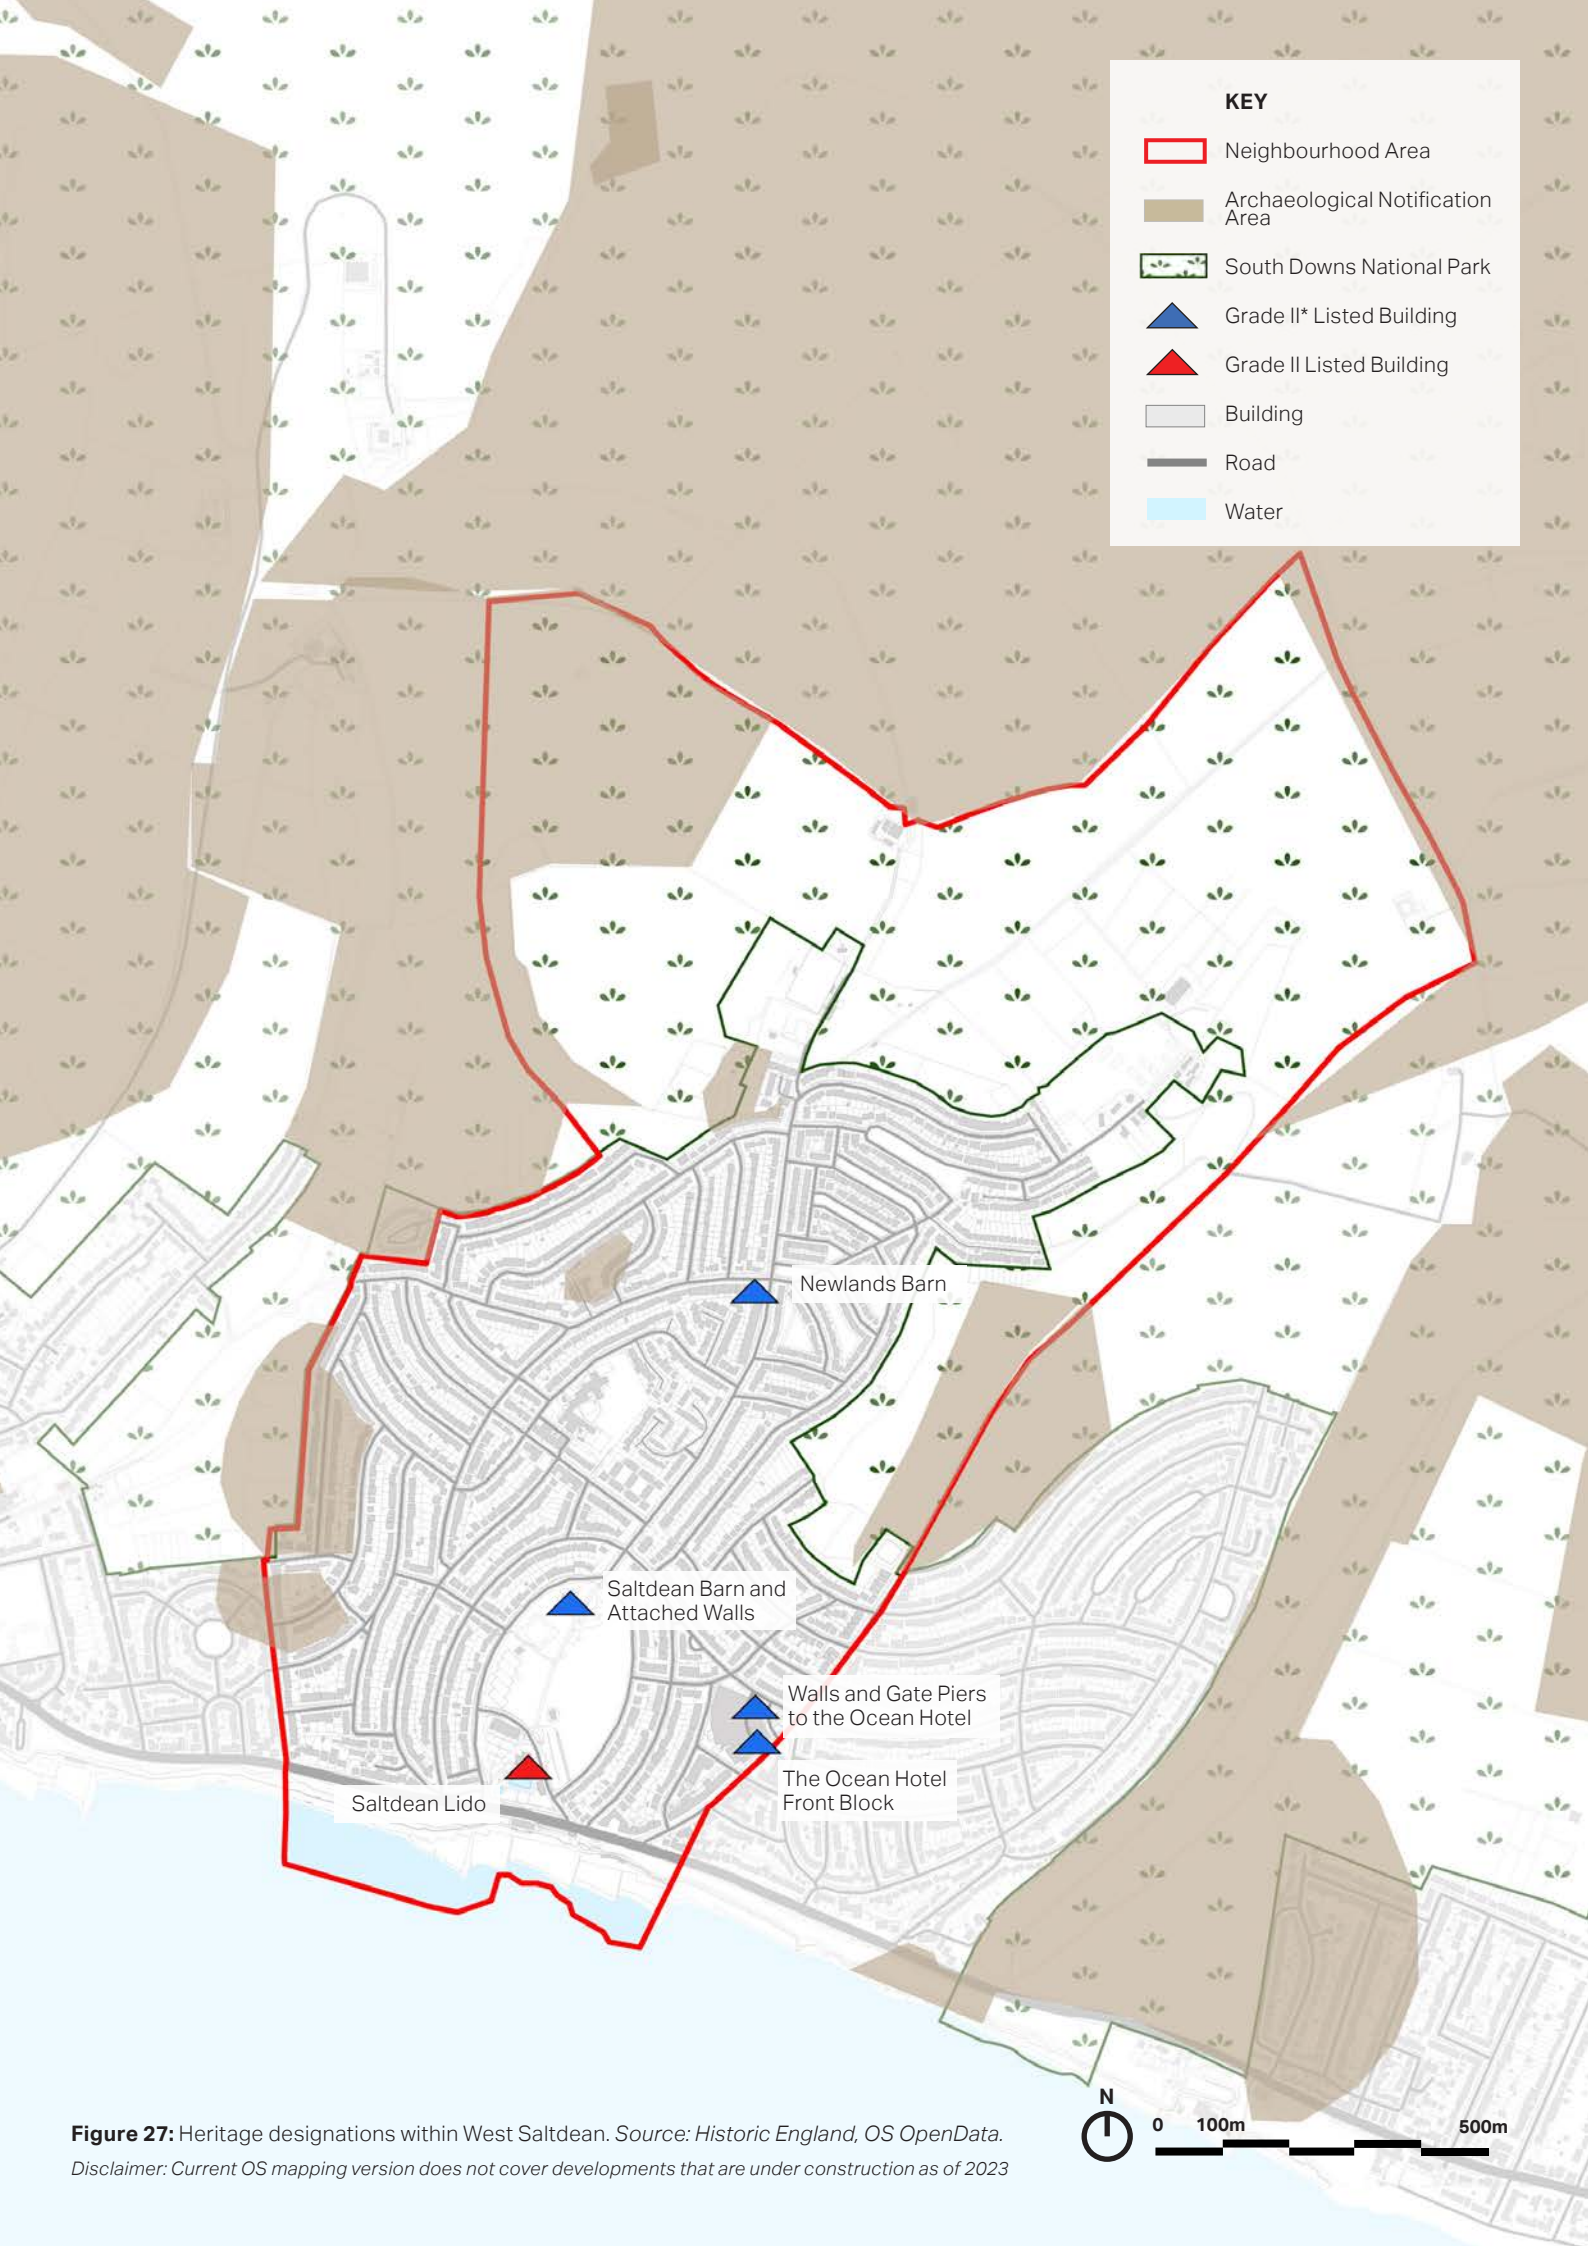 KEY
Neighbourhood Area
Archaeological Notification
Area
South Downs National Park
Grade II* Listed Building
Grade II Listed Building
Building
Road
Water
Newlands Barn
Saltdean Barn and
Attached Walls
Walls and Gate Piers
to the Ocean Hotel
The Ocean Hotel
Front Block
Saltdean Lido
N
0 100m 500m
Figure 27: Heritage designations within West Saltdean. Source: Historic England, OS OpenData.
Disclaimer: Current OS mapping version does not cover developments that are under construction as of 2023